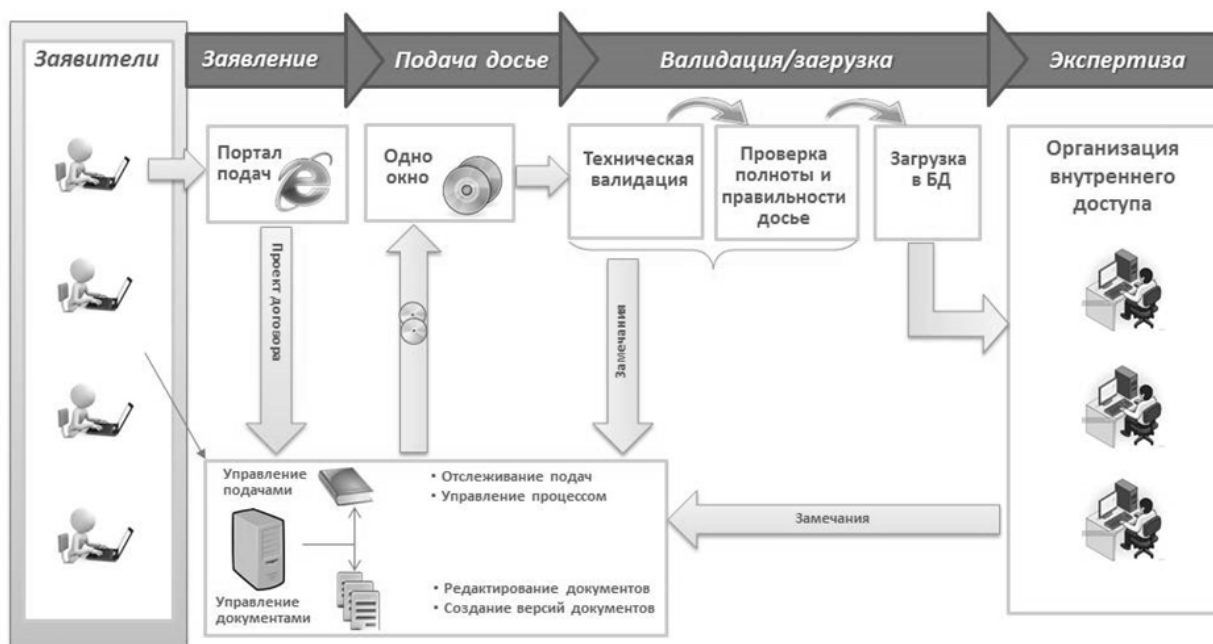 Заявители
Заявление
Подача досье
Валидация/загрузка
Экспертиза
Портал
подач
Одно
окно
Техническая
валидация
Проверка
полноты и
правильности
досье
Загрузка
в БД
Организация
внутреннего
доступа
Проект договора
Замечания
Управление
подачами
• Отслеживание подач
• Управление процессом
Замечания
Управление
документами
• Редактирование документов
• Создание версий документов